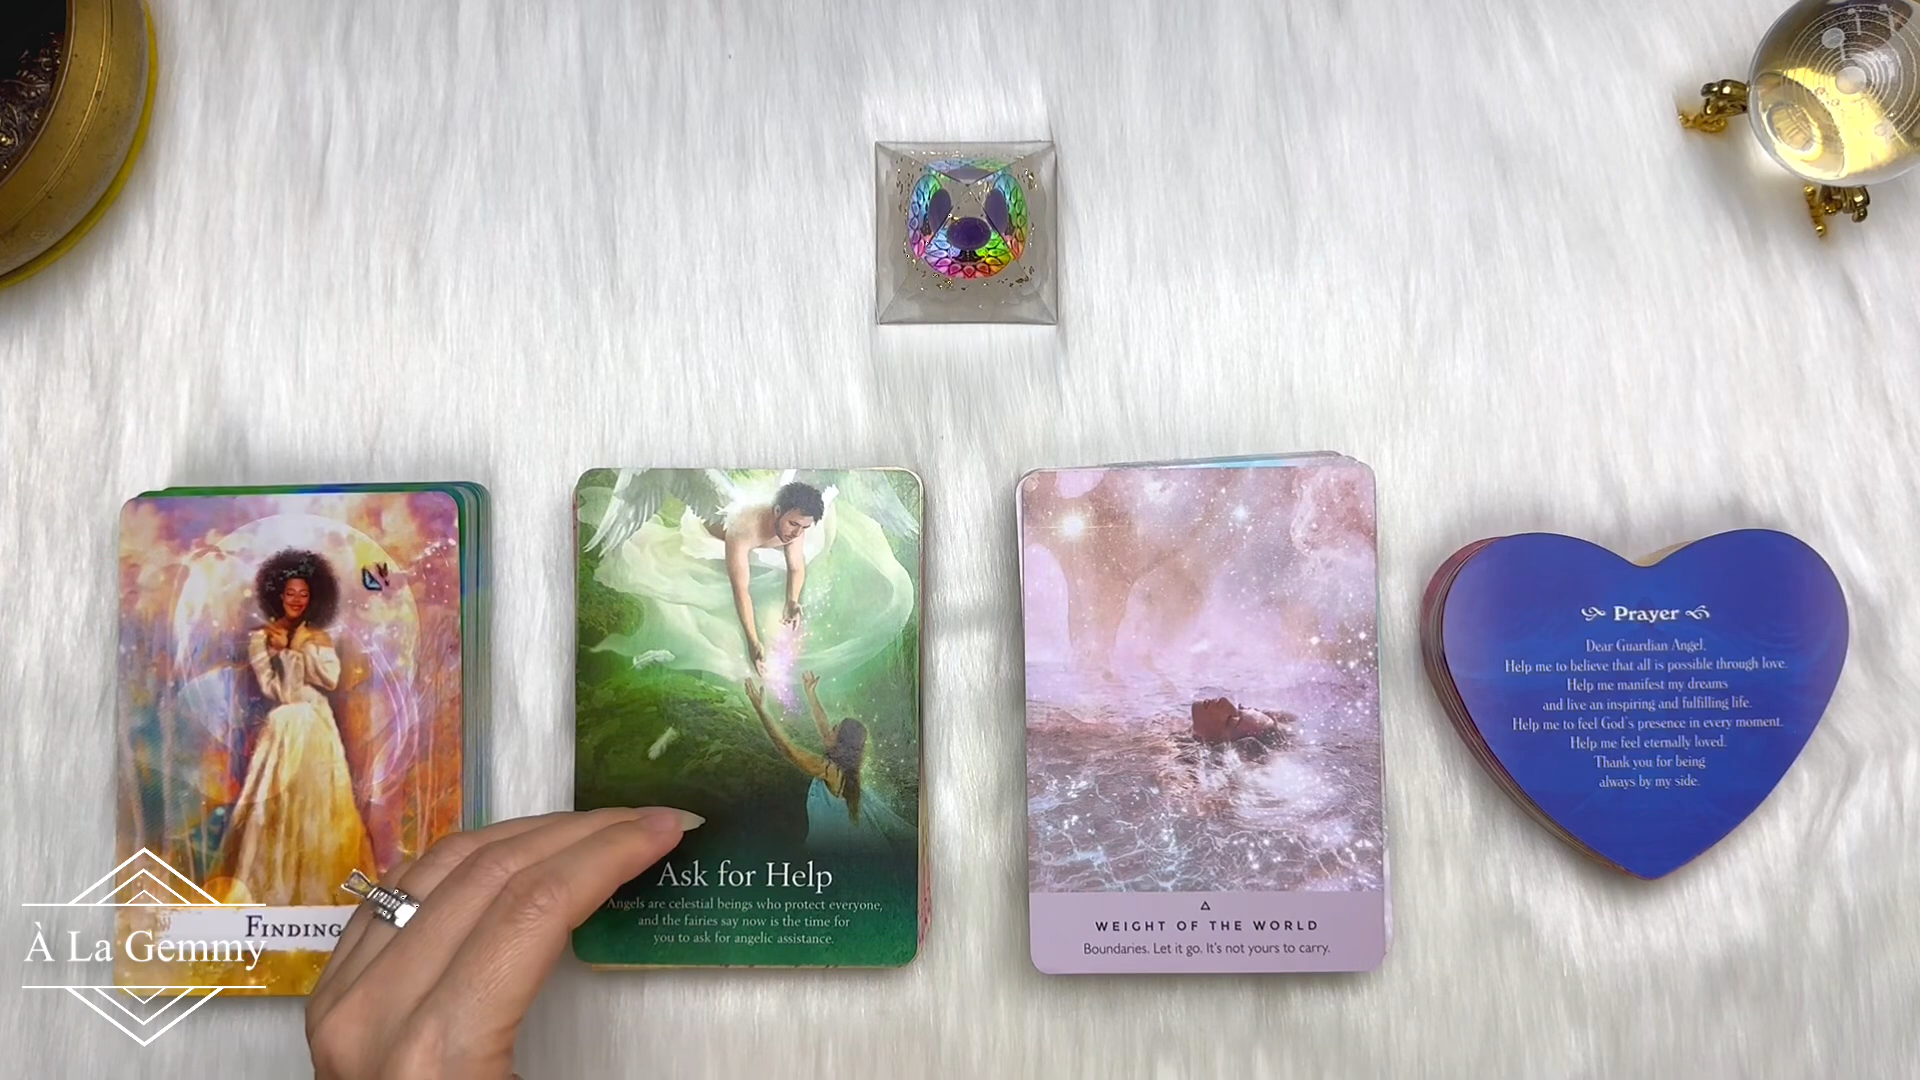 Finding
À La Gemmy
Ask for Help
Angels are celestial beings who protect everyone,
and the fairies say now is the time for
you to ask for angelic assistance.
WEIGHT OF THE WORLD
Boundaries. Let it go. It's not yours to carry.
Prayer
Dear Guardian Angel,
Help me to believe that all is possible through love.
Help me manifest my dreams
and live an inspiring and fulfilling life.
Help me to feel God's presence in every moment.
Help me feel eternally loved.
Thank you for being
always by my side.